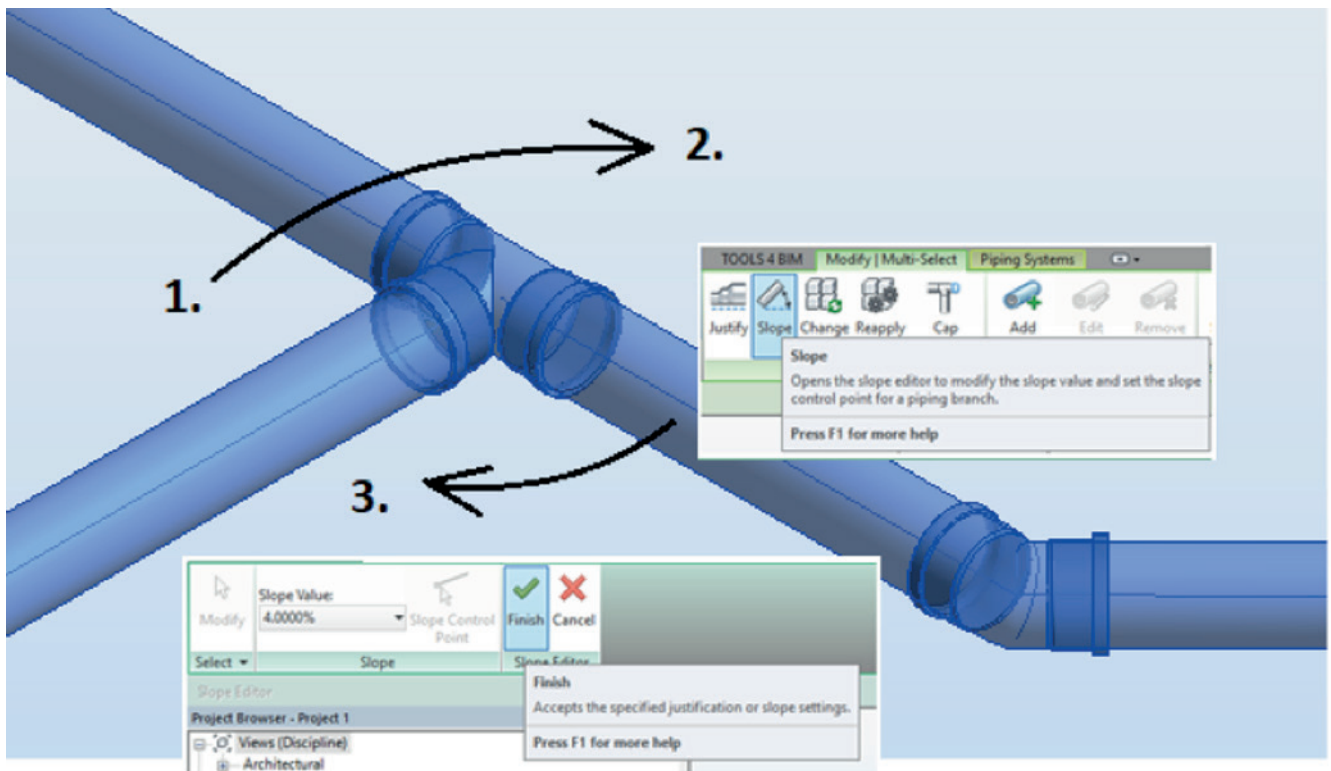 1.
2.
TOOLS 4 BIM Modify | Multi-Select Piping Systems
Justify Slope Change Reapply Cap Add Edit Remove
Slope
Opens the slope editor to modify the slope value and set the slope
control point for a piping branch.
Press F1 for more help
3.
Modify
Slope Value:
4.0000%
Slope Control
Point
Finish Cancel
Select Slope Slope Editor
Slope Editor
Finish
Accepts the specified justification or slope settings.
Press F1 for more help
Project Browser - Project 1
Views (Discipline)
Architectural